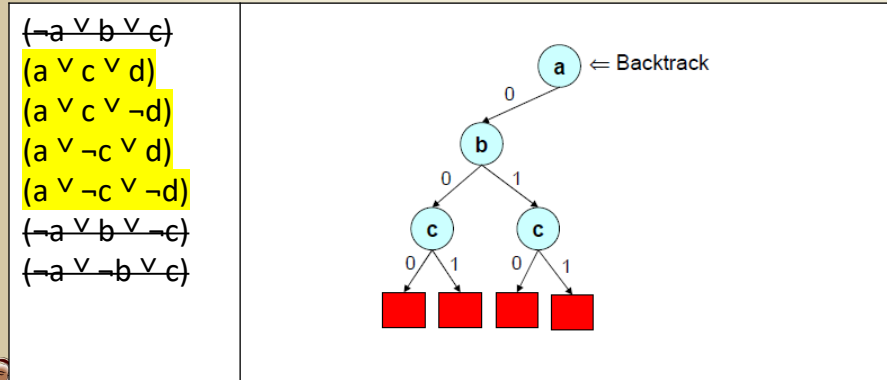 (¬a ˅ b ˅ c)
(a ˅ c ˅ d)
(a ˅ c ˅ ¬d)
(a ˅ ¬c ˅ d)
(a ˅ ¬c ˅ ¬d)
(¬a ˅ b ˅ ¬c)
(¬a ˅ ¬b ˅ c)
a ⇐ Backtrack
0
b
0 1
c c
0 1 0 1